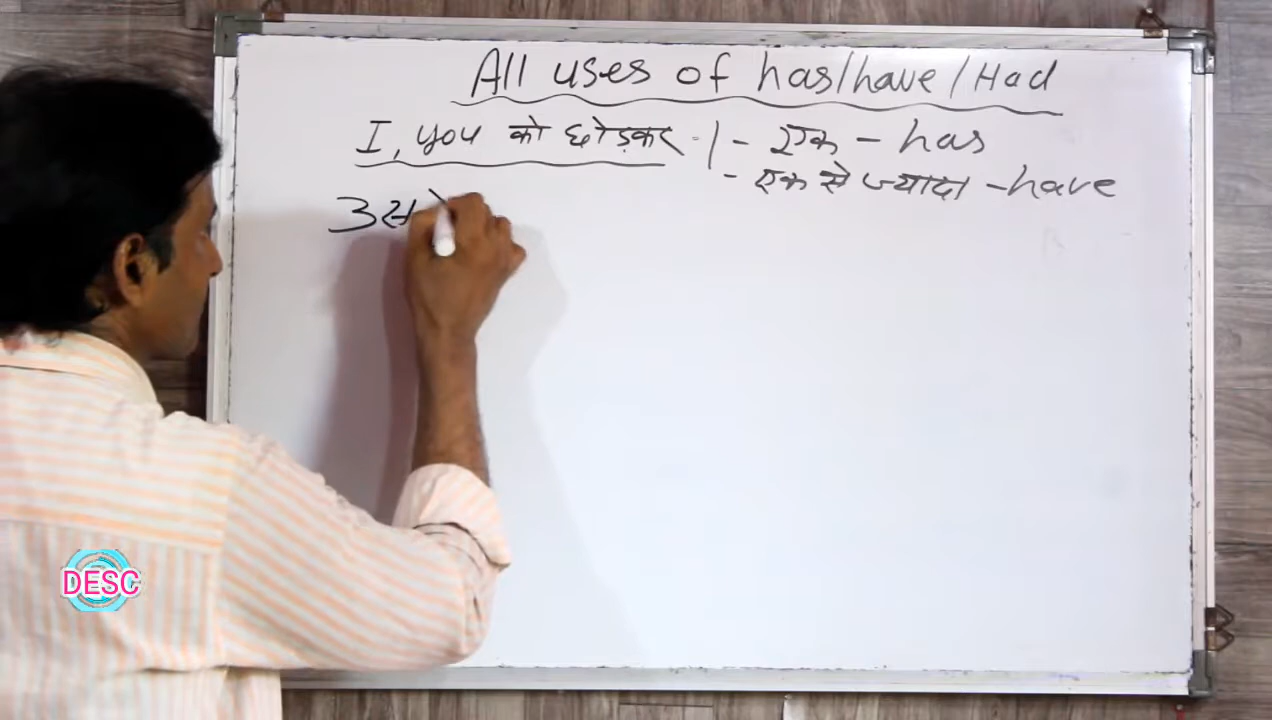 All uses of has/have/Had
I, you को छोड़कर - एक - has
- एक से ज्यादा - have
DESC